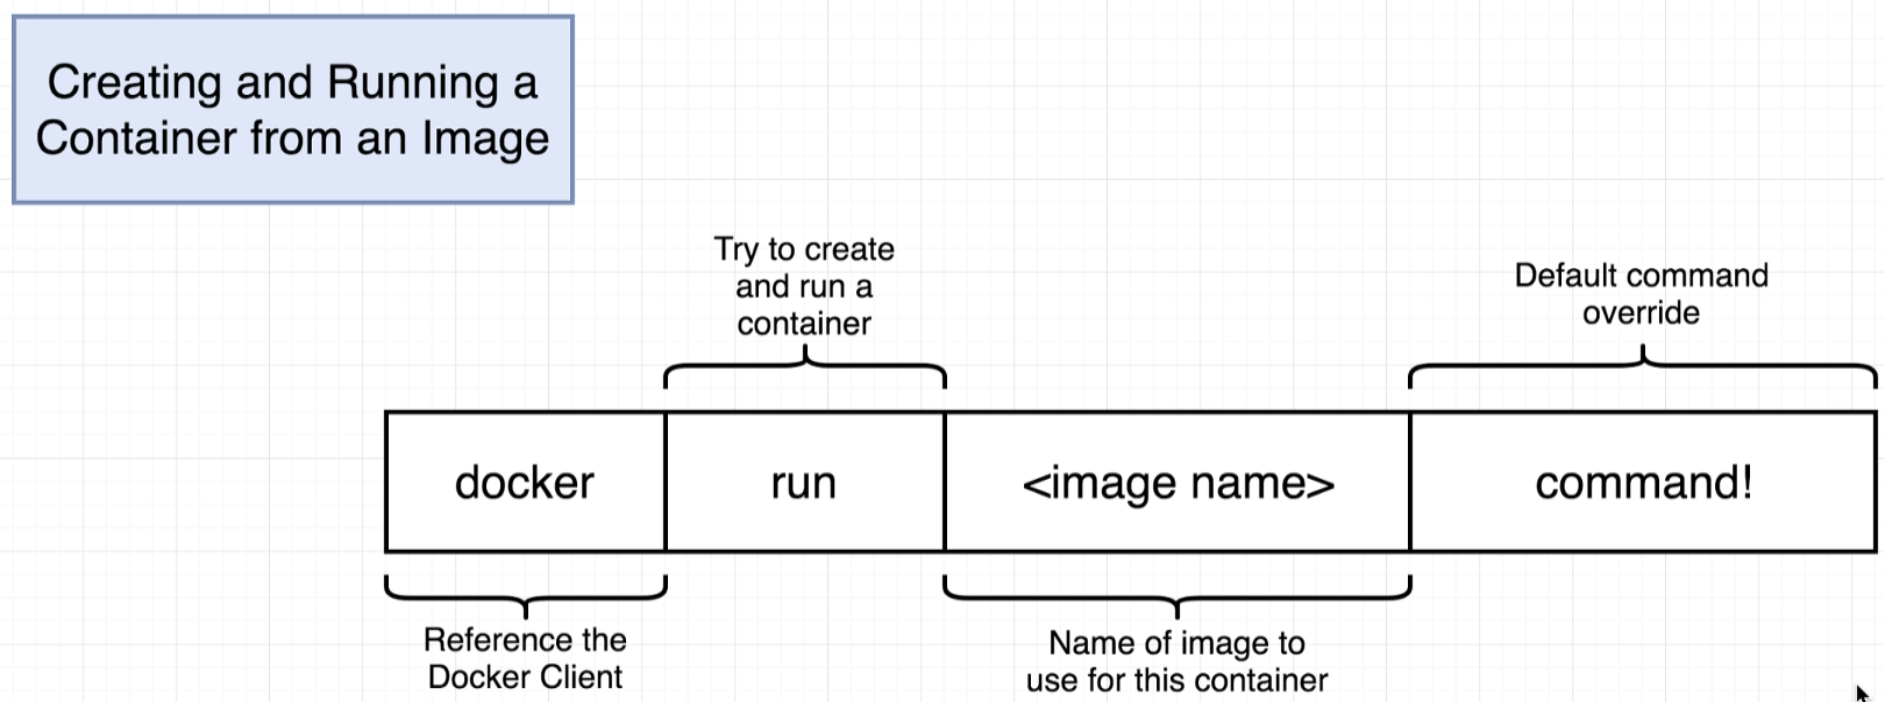 Creating and Running a
Container from an Image
Try to create
and run a
container
Default command
override
docker
run
<image name>
command!
Reference the
Docker Client
Name of image to
use for this container